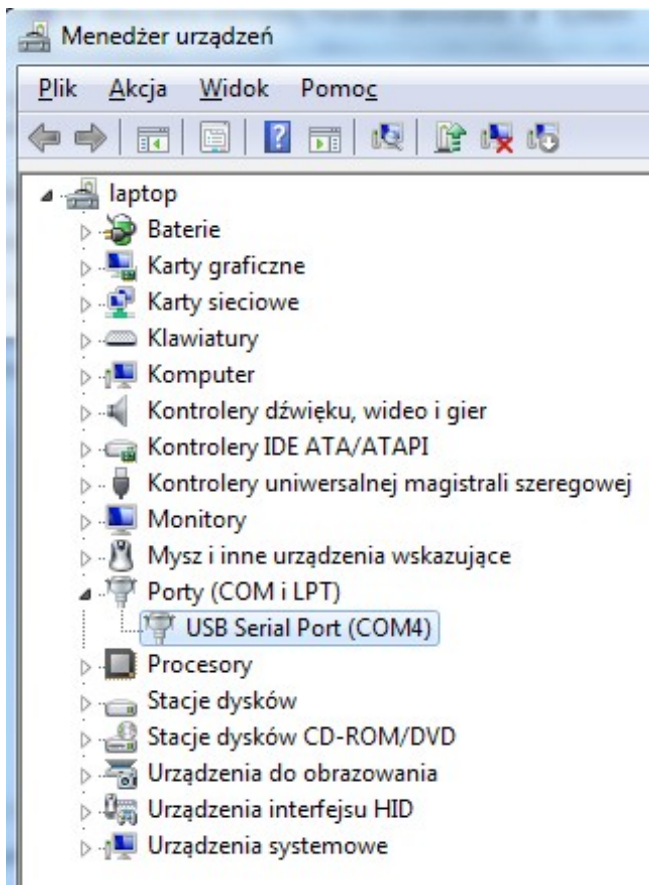 Menedżer urządzeń
Plik Akcja Widok Pomoc
laptop
Baterie
Karty graficzne
Karty sieciowe
Klawiatury
Komputer
Kontrolery dźwięku, wideo i gier
Kontrolery IDE ATA/ATAPI
Kontrolery uniwersalnej magistrali szeregowej
Monitory
Mysz i inne urządzenia wskazujące
Porty (COM i LPT)
USB Serial Port (COM4)
Procesory
Stacje dysków
Stacje dysków CD-ROM/DVD
Urządzenia do obrazowania
Urządzenia interfejsu HID
Urządzenia systemowe